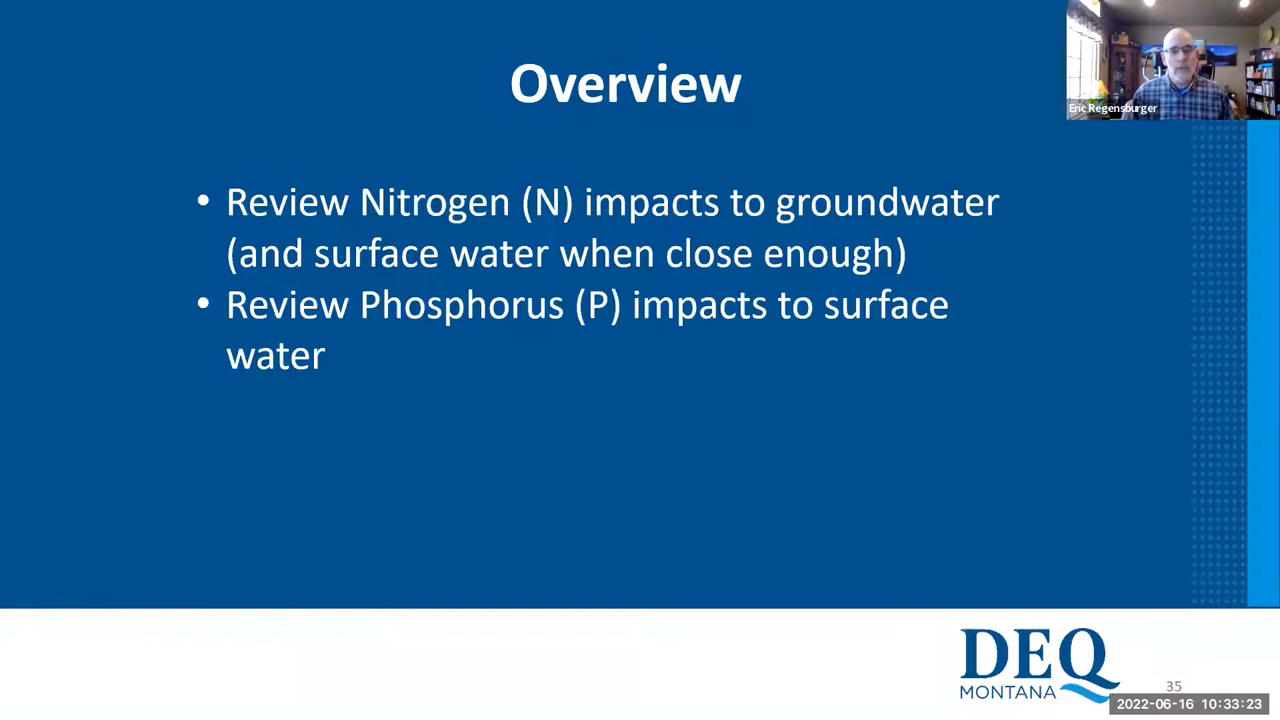 Overview
Eric Regensburger
• Review Nitrogen (N) impacts to groundwater
(and surface water when close enough)
• Review Phosphorus (P) impacts to surface
water
DEQ
MONTANA
35
2022-06-16 10:33:23